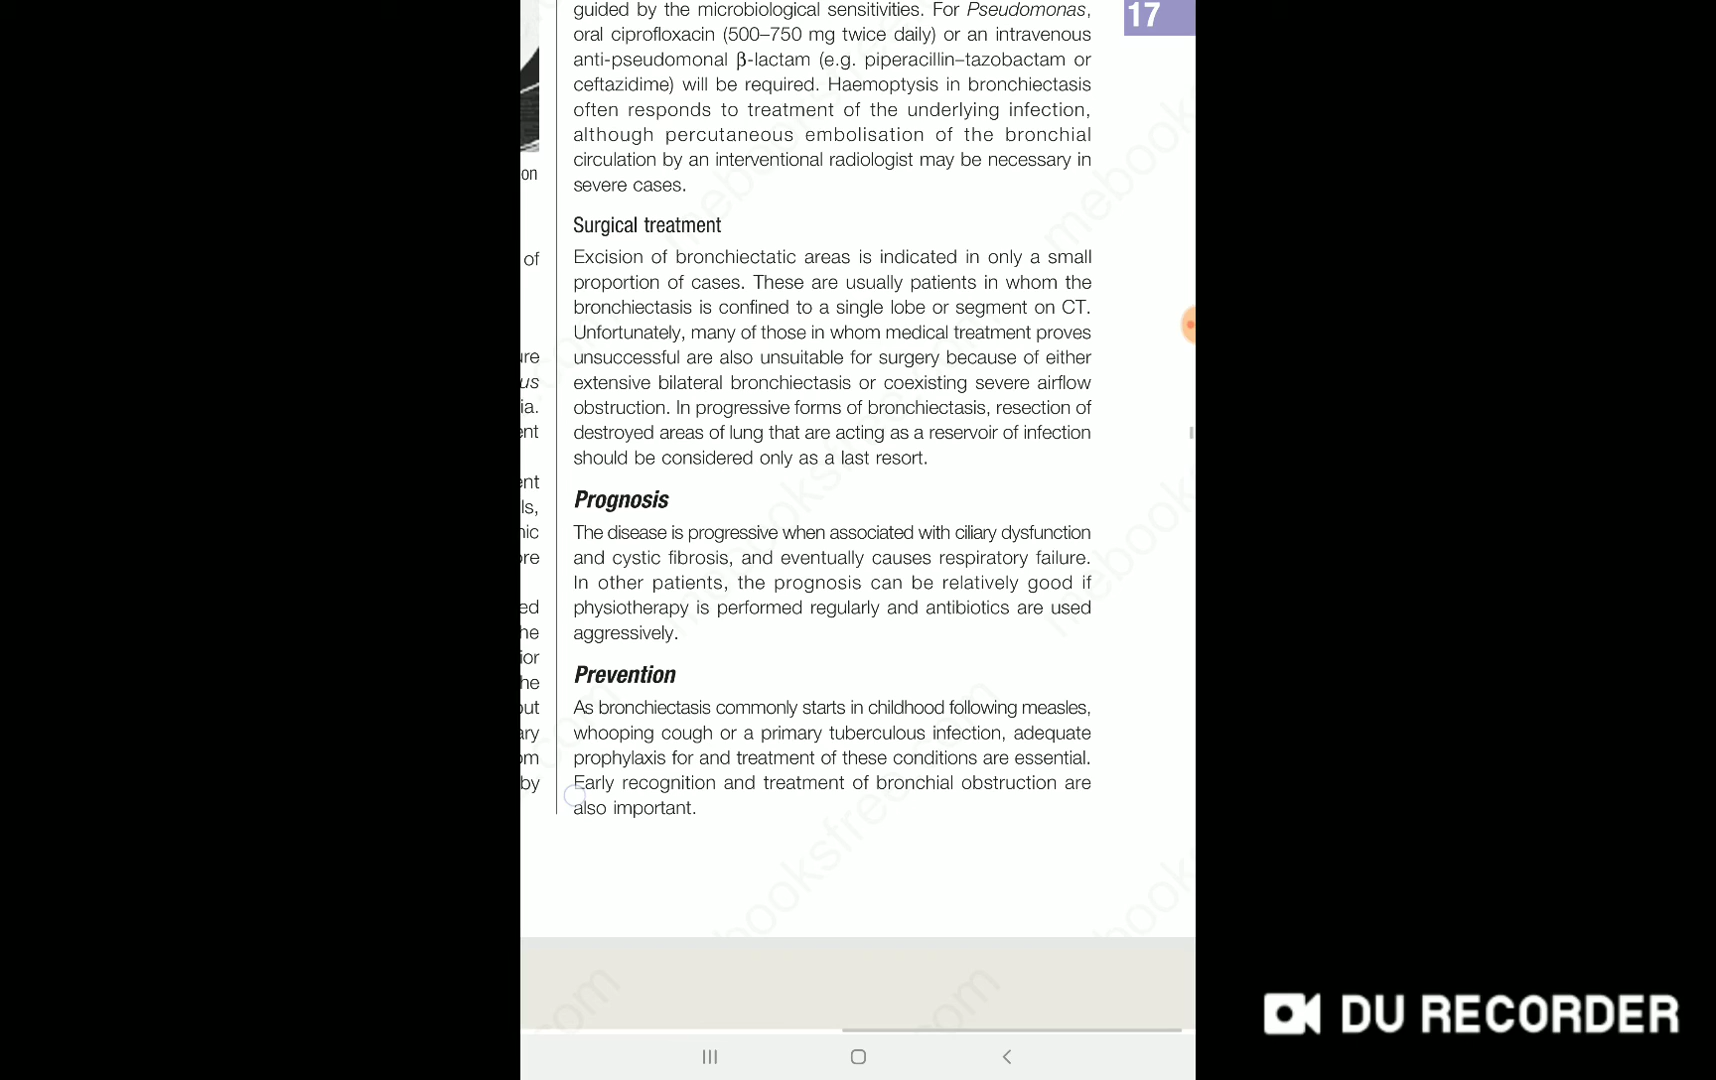 17
guided by the microbiological sensitivities. For Pseudomonas,
oral ciprofloxacin (500–750 mg twice daily) or an intravenous
anti-pseudomonal β-lactam (e.g. piperacillin–tazobactam or
ceftazidime) will be required. Haemoptysis in bronchiectasis
often responds to treatment of the underlying infection,
although percutaneous embolisation of the bronchial
circulation by an interventional radiologist may be necessary in
severe cases.
Surgical treatment
Excision of bronchiectatic areas is indicated in only a small
proportion of cases. These are usually patients in whom the
bronchiectasis is confined to a single lobe or segment on CT.
Unfortunately, many of those in whom medical treatment proves
unsuccessful are also unsuitable for surgery because of either
extensive bilateral bronchiectasis or coexisting severe airflow
obstruction. In progressive forms of bronchiectasis, resection of
destroyed areas of lung that are acting as a reservoir of infection
should be considered only as a last resort.
Prognosis
The disease is progressive when associated with ciliary dysfunction
and cystic fibrosis, and eventually causes respiratory failure.
In other patients, the prognosis can be relatively good if
physiotherapy is performed regularly and antibiotics are used
aggressively.
Prevention
As bronchiectasis commonly starts in childhood following measles,
whooping cough or a primary tuberculous infection, adequate
prophylaxis for and treatment of these conditions are essential.
Early recognition and treatment of bronchial obstruction are
also important.
DU RECORDER